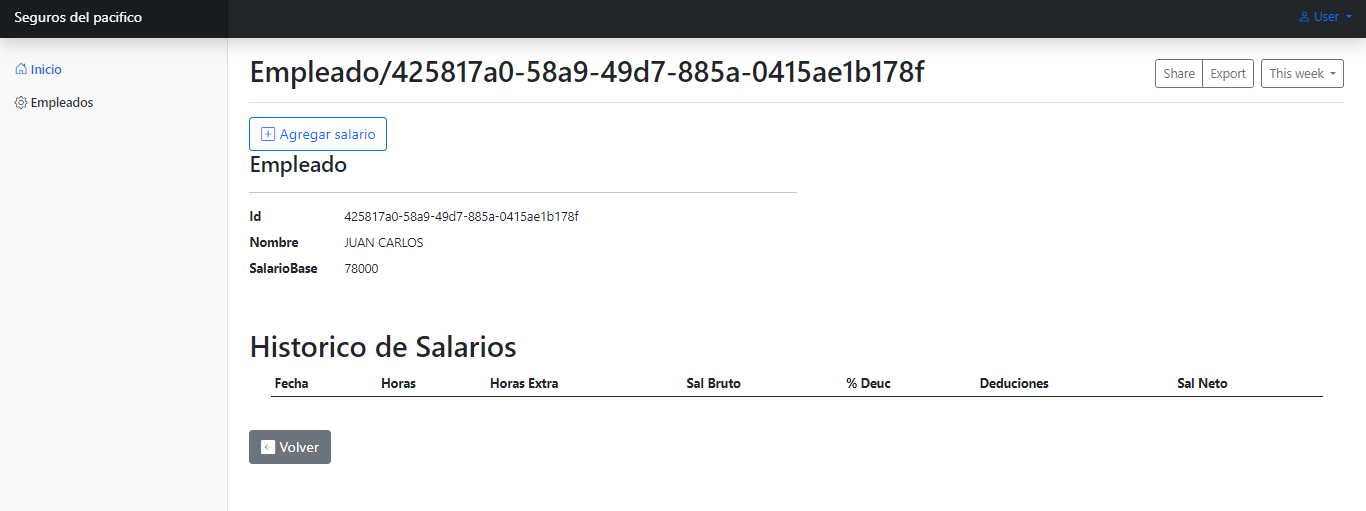 Seguros del pacifico
User
Inicio
Empleados
Empleado/425817a0-58a9-49d7-885a-0415ae1b178f
Share Export This week
Agregar salario
Empleado
Id 425817a0-58a9-49d7-885a-0415ae1b178f
Nombre JUAN CARLOS
SalarioBase 78000
Historico de Salarios
Fecha Horas Horas Extra Sal Bruto % Deuc Deduciones Sal Neto
Volver